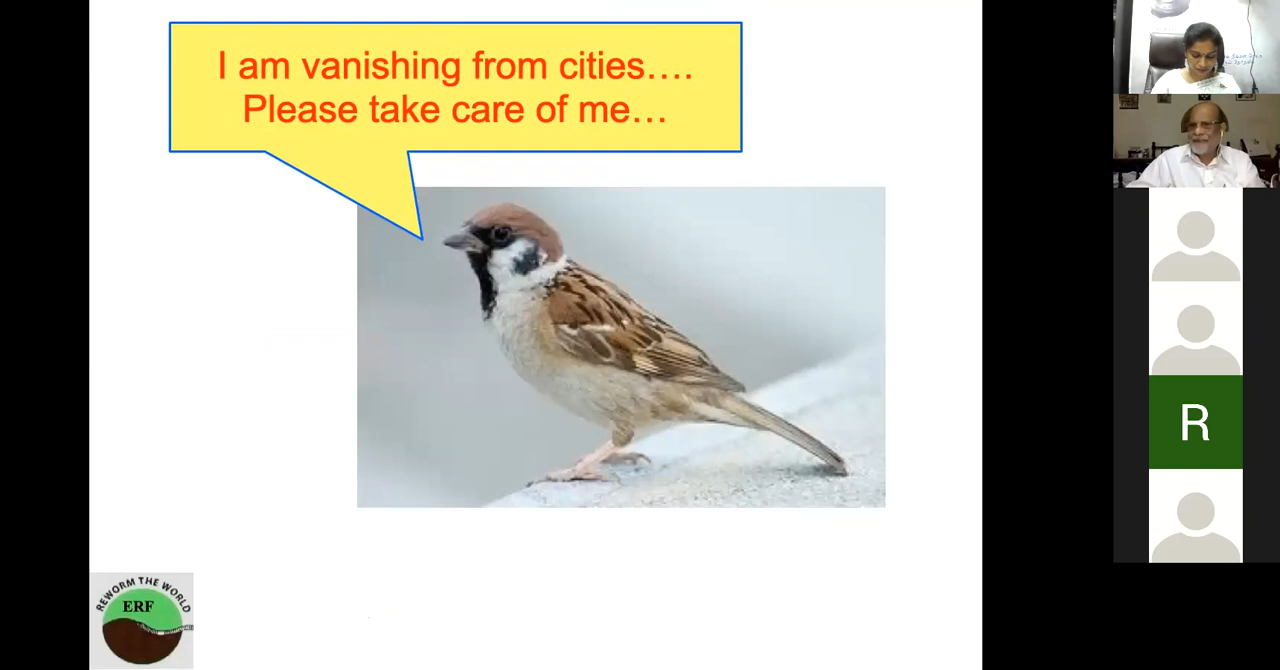 I am vanishing from cities….
Please take care of me…
REWORM THE WORLD
ERF
R